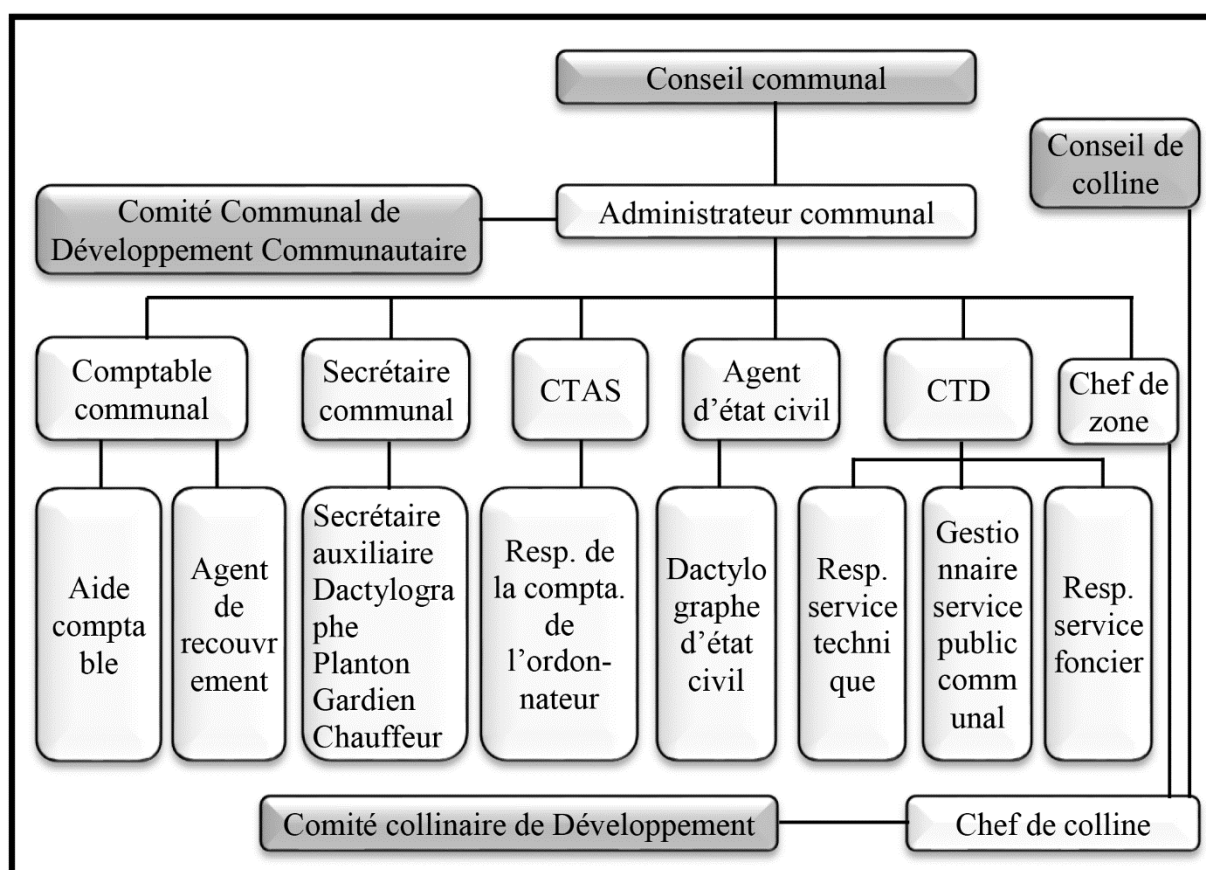 Conseil communal
Conseil de
colline
Comité Communal de
Développement Communautaire
Administrateur communal
Comptable
communal
Secrétaire
communal
CTAS
Agent
d’état civil
CTD
Chef de
zone
Aide
compta
ble
Agent
de
recouvr
ement
Secrétaire
auxiliaire
Dactylogra
phe
Planton
Gardien
Chauffeur
Resp. de
la compta.
de
l’ordon-
nateur
Dactylo
graphe
d’état
civil
Resp.
service
techni
que
Gestio
nnaire
service
public
comm
unal
Resp.
service
foncier
Comité collinaire de Développement
Chef de colline